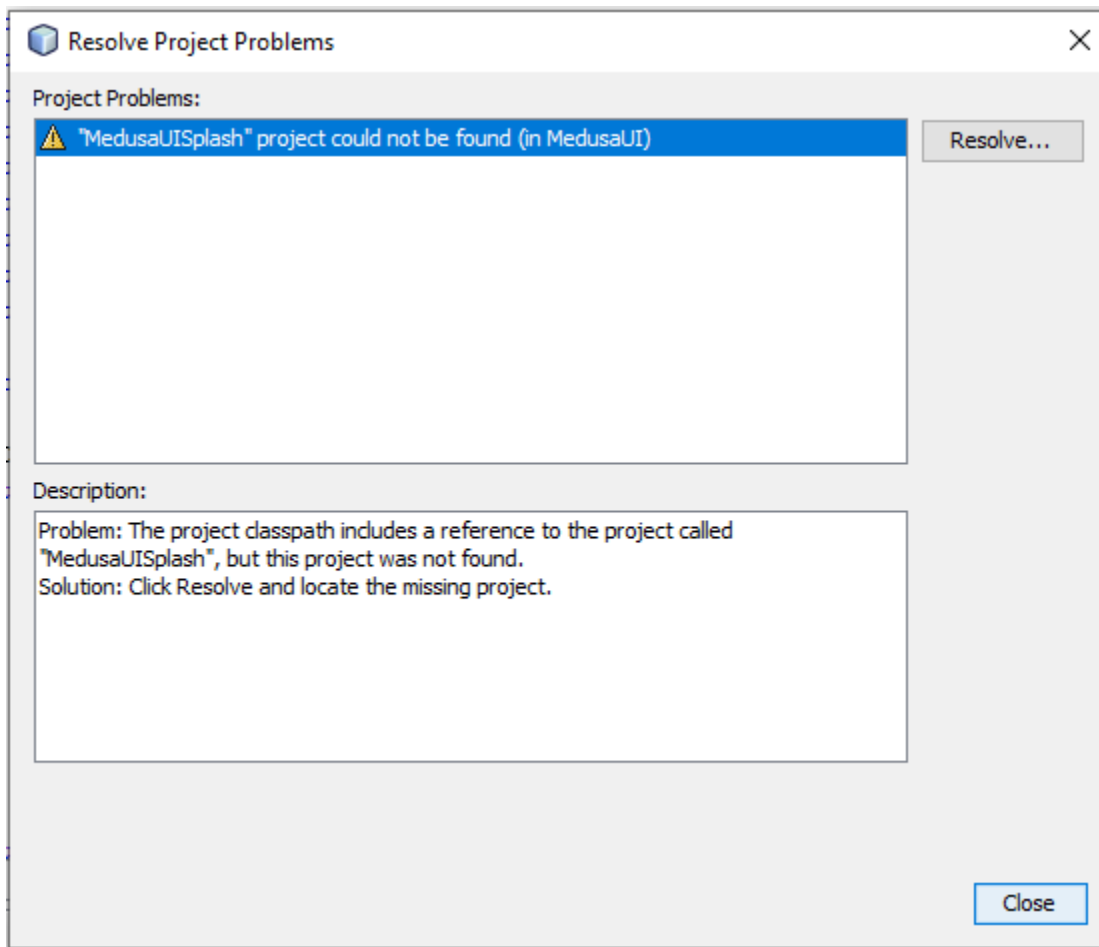 Resolve Project Problems
Project Problems:
"MedusaUISplash" project could not be found (in MedusaUI)
Resolve...
Description:
Problem: The project classpath includes a reference to the project called
"MedusaUISplash", but this project was not found.
Solution: Click Resolve and locate the missing project.
Close